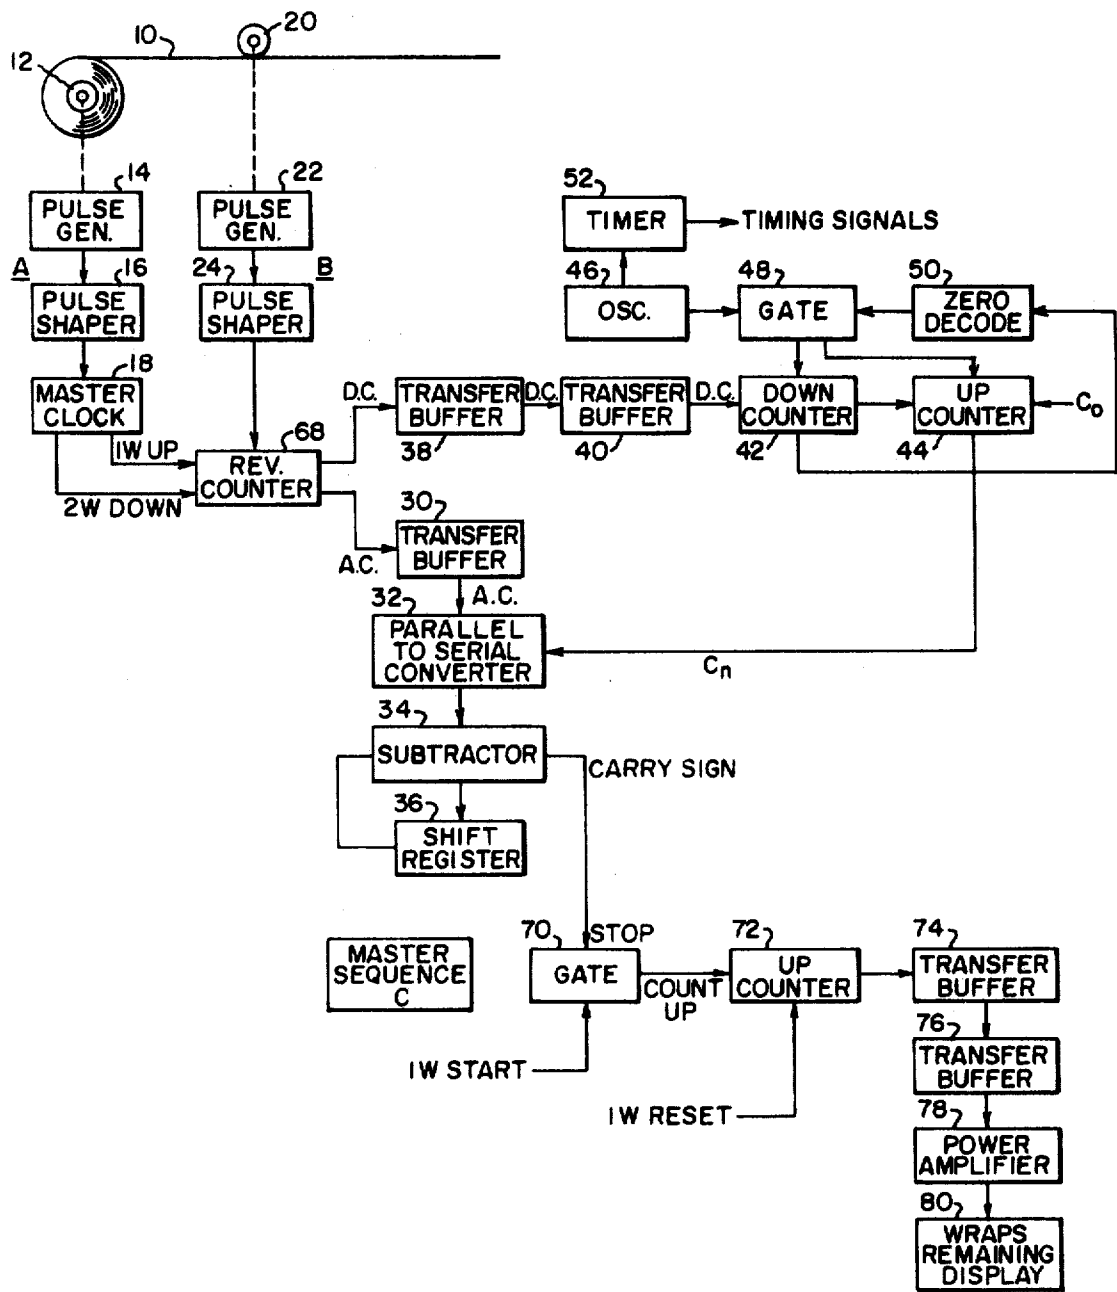 20
10
12
14
PULSE
GEN.
22
PULSE
GEN.
52
TIMER
TIMING SIGNALS
A
16
PULSE
SHAPER
24
B
PULSE
SHAPER
46
OSC.
48
GATE
50
ZERO
DECODE
18
MASTER
CLOCK
D.C.
TRANSFER
BUFFER
38
D.C.
TRANSFER
BUFFER
40
D.C.
DOWN
COUNTER
42
UP
COUNTER
44
Co
1W UP
2W DOWN
68
REV.
COUNTER
30
TRANSFER
BUFFER
A.C.
A.C.
32
PARALLEL
TO SERIAL
CONVERTER
Cn
34
SUBTRACTOR
CARRY SIGN
36
SHIFT
REGISTER
MASTER
SEQUENCE
C
70
STOP
GATE
COUNT
UP
72
UP
COUNTER
74
TRANSFER
BUFFER
1W START
1W RESET
76
TRANSFER
BUFFER
78
POWER
AMPLIFIER
80
WRAPS
REMAINING
DISPLAY